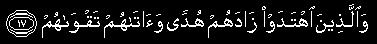 وَٱلَّذِينَ ٱهْتَدَوْا۟ زَادَهُمْ هُدًى وَءَاتَىٰهُمْ تَقْوَىٰهُمْ ١٧